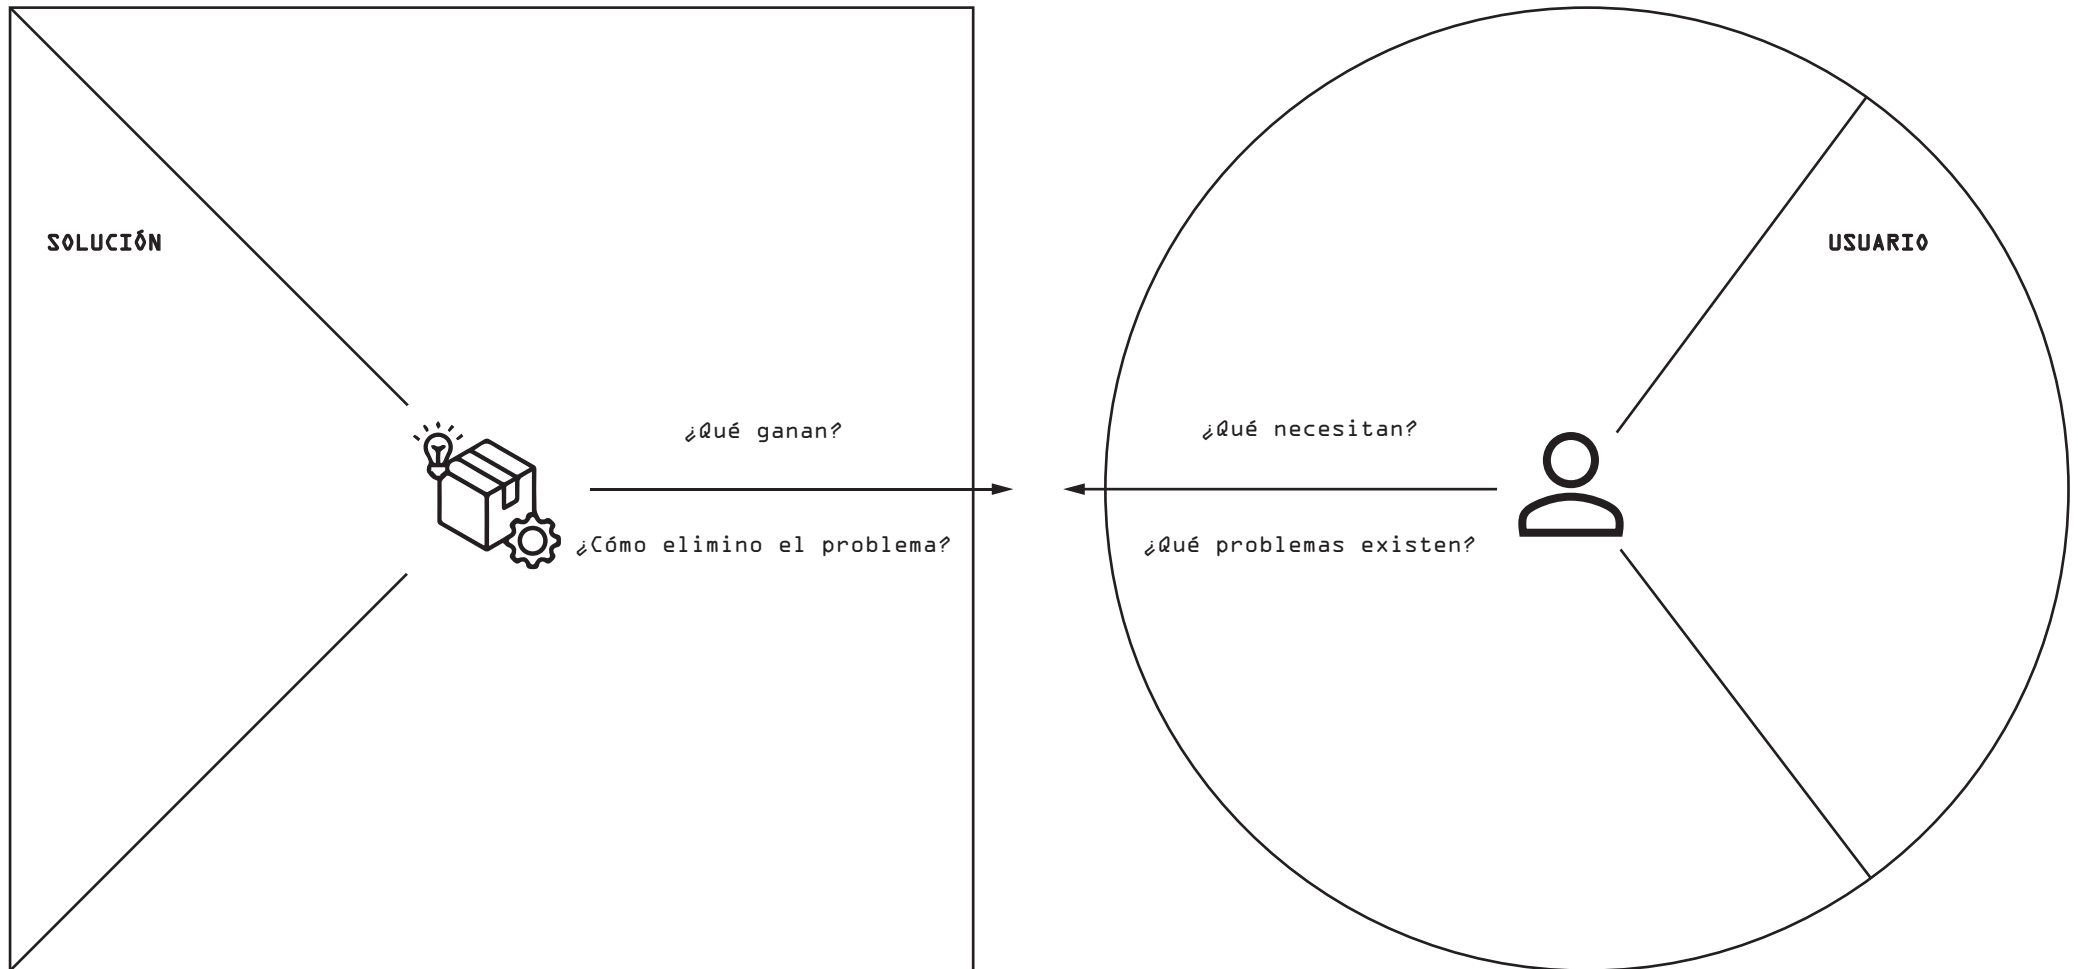 SOLUCIÓN
USUARIO
¿Qué ganan?
¿Qué necesitan?
¿Cómo elimino el problema?
¿Qué problemas existen?